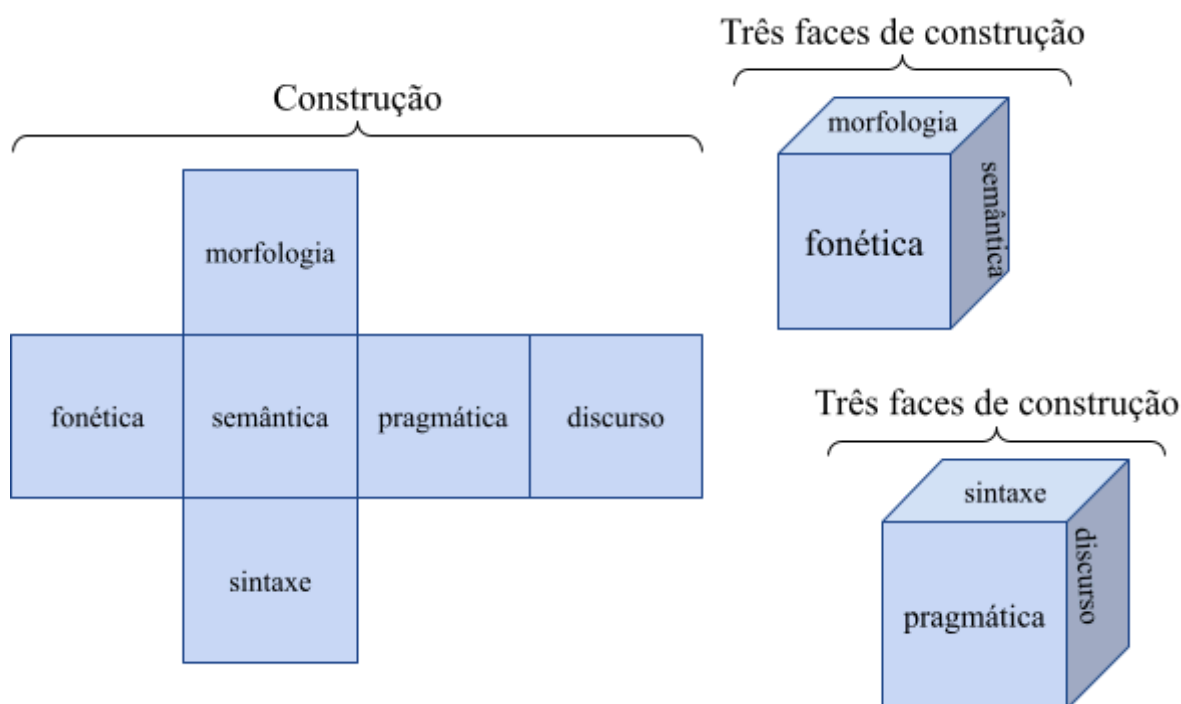 Três faces de construção
morfologia
fonética
semântica
Construção
morfologia
fonética semântica pragmática discurso
sintaxe
Três faces de construção
sintaxe
pragmática
discurso